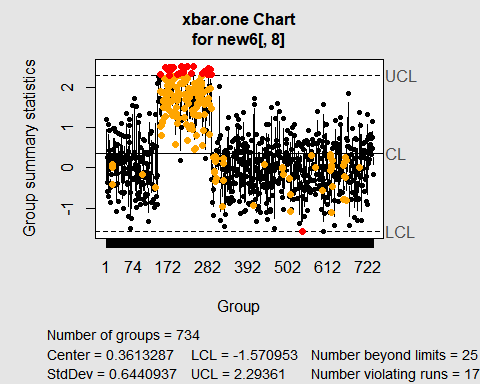 xbar.one Chart
for new6[, 8]
Group summary statistics
2
1
0
-1
UCL
CL
LCL
1 74 172 282 392 502 612 722
Group
Number of groups = 734
Center = 0.3613287 LCL = -1.570953 Number beyond limits = 25
StdDev = 0.6440937 UCL = 2.29361 Number violating runs = 17